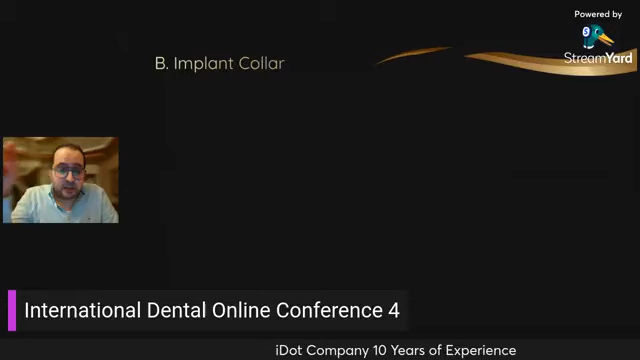 Powered by
S
StreamYard
B. Implant Collar
International Dental Online Conference 4
iDot Company 10 Years of Experience